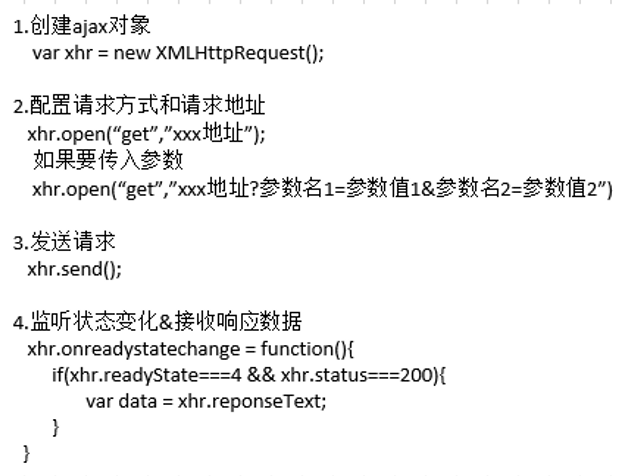 1.创建ajax对象
var xhr = new XMLHttpRequest();
2.配置请求方式和请求地址
xhr.open(“get”,”xxx地址”);
如果要传入参数
xhr.open(“get”,”xxx地址?参数名1=参数值1&参数名2=参数值2”)
3.发送请求
xhr.send();
4.监听状态变化&接收响应数据
xhr.onreadystatechange = function(){
if(xhr.readyState===4 && xhr.status===200){
var data = xhr.reponseText;
}
}